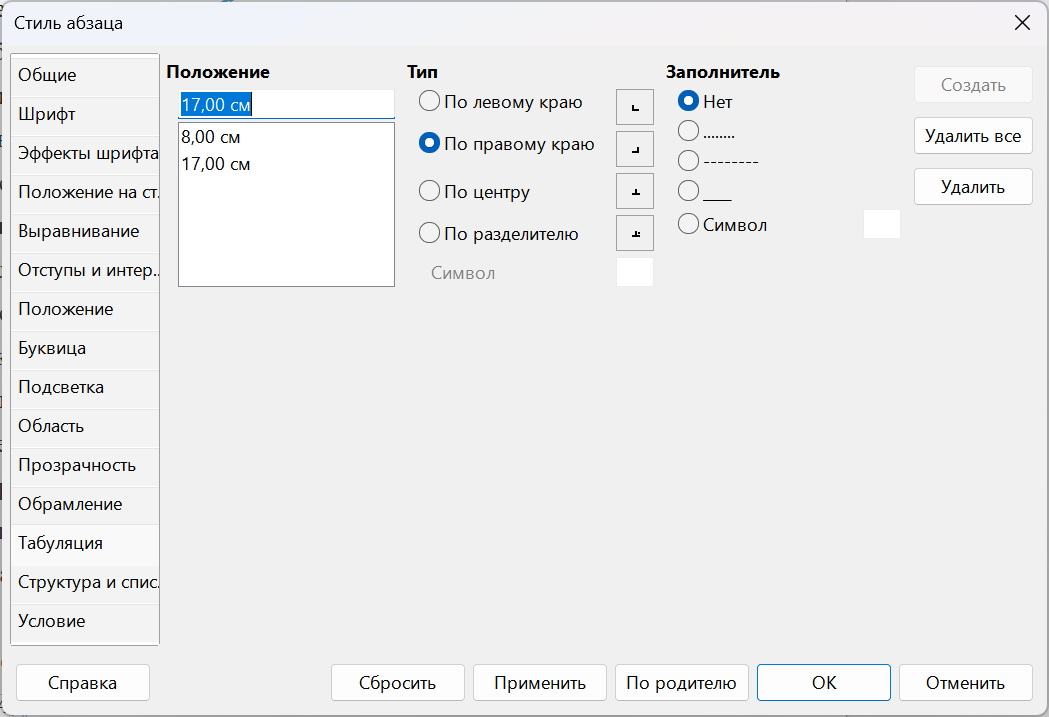 Стиль абзаца
Общие
Шрифт
Эффекты шрифта
Положение на ст.
Выравнивание
Отступы и интер..
Положение
Буквица
Подсветка
Область
Прозрачность
Обрамление
Табуляция
Структура и спис.
Условие
Положение
17,00 см
8,00 см
17,00 см
Тип
По левому краю
По правому краю
По центру
По разделителю
Символ
Заполнитель
Нет
........
--------
____
Символ
Создать
Удалить все
Удалить
Справка
Сбросить
Применить
По родителю
OK
Отменить